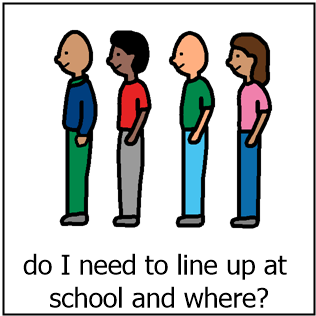 do I need to line up at
school and where?